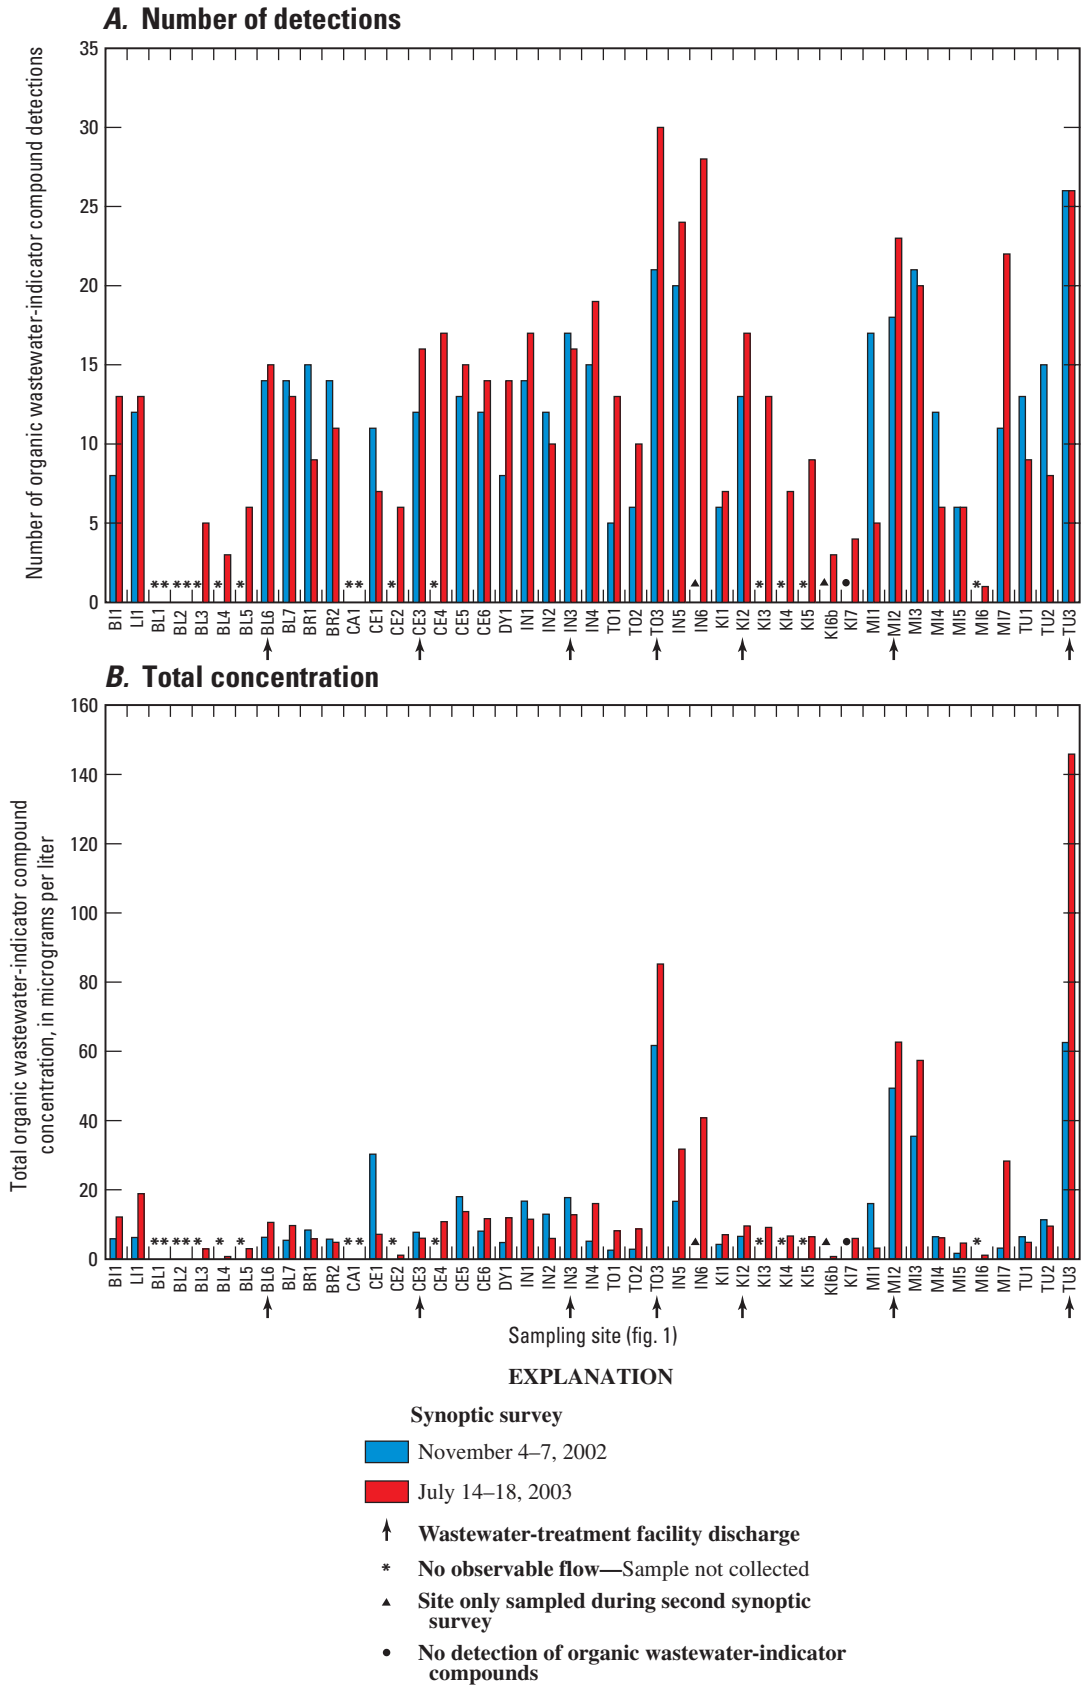 A. Number of detections
Number of organic wastewater-indicator compound detections
35
30
25
20
15
10
5
0
* * * * * * * * * * * ▲ * * * ▲ ● *
BI1 LI1 BL1 BL2 BL3 BL4 BL5 BL6 BL7 BR1 BR2 CA1 CE1 CE2 CE3 CE4 CE5 CE6 DY1 IN1 IN2 IN3 IN4 TO1 TO2 TO3 IN5 IN6 KI1 KI2 KI3 KI4 KI5 KI6b KI7 MI1 MI2 MI3 MI4 MI5 MI6 MI7 TU1 TU2 TU3
B. Total concentration
Total organic wastewater-indicator compound
concentration, in micrograms per liter
160
140
120
100
80
60
40
20
0
* * * * * * * * * * * ▲ * * * ▲ ● *
BI1 LI1 BL1 BL2 BL3 BL4 BL5 BL6 BL7 BR1 BR2 CA1 CE1 CE2 CE3 CE4 CE5 CE6 DY1 IN1 IN2 IN3 IN4 TO1 TO2 TO3 IN5 IN6 KI1 KI2 KI3 KI4 KI5 KI6b KI7 MI1 MI2 MI3 MI4 MI5 MI6 MI7 TU1 TU2 TU3
Sampling site (fig. 1)
EXPLANATION
Synoptic survey
November 4–7, 2002
July 14–18, 2003
Wastewater-treatment facility discharge
* No observable flow—Sample not collected
▲ Site only sampled during second synoptic
survey
● No detection of organic wastewater-indicator
compounds